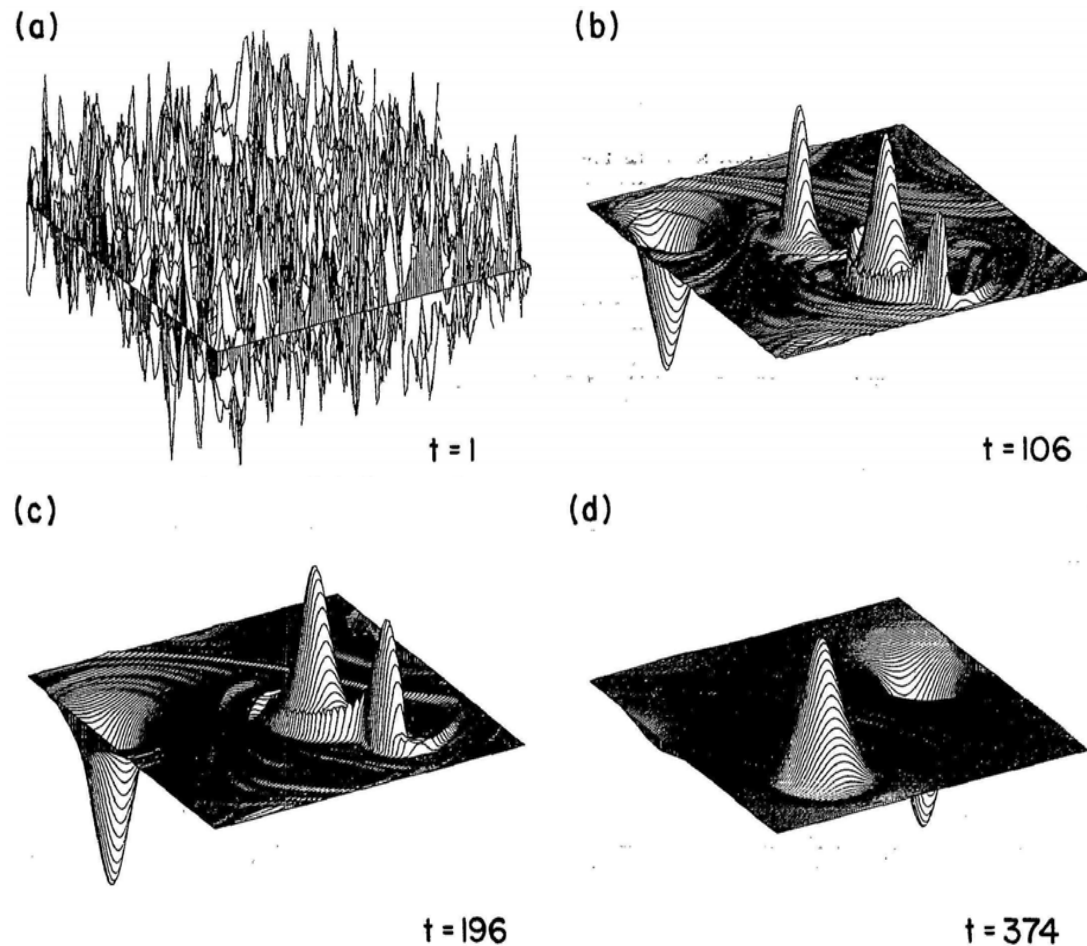 (a)
(b)
t = 1
t = 106
(c)
(d)
t = 196
t = 374